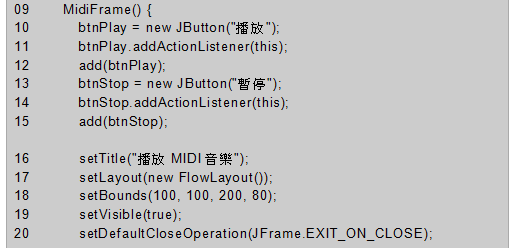 09 MidiFrame() {
10 btnPlay = new JButton("播放");
11 btnPlay.addActionListener(this);
12 add(btnPlay);
13 btnStop = new JButton("暫停");
14 btnStop.addActionListener(this);
15 add(btnStop);
16 setTitle("播放 MIDI 音樂");
17 setLayout(new FlowLayout());
18 setBounds(100, 100, 200, 80);
19 setVisible(true);
20 setDefaultCloseOperation(JFrame.EXIT_ON_CLOSE);